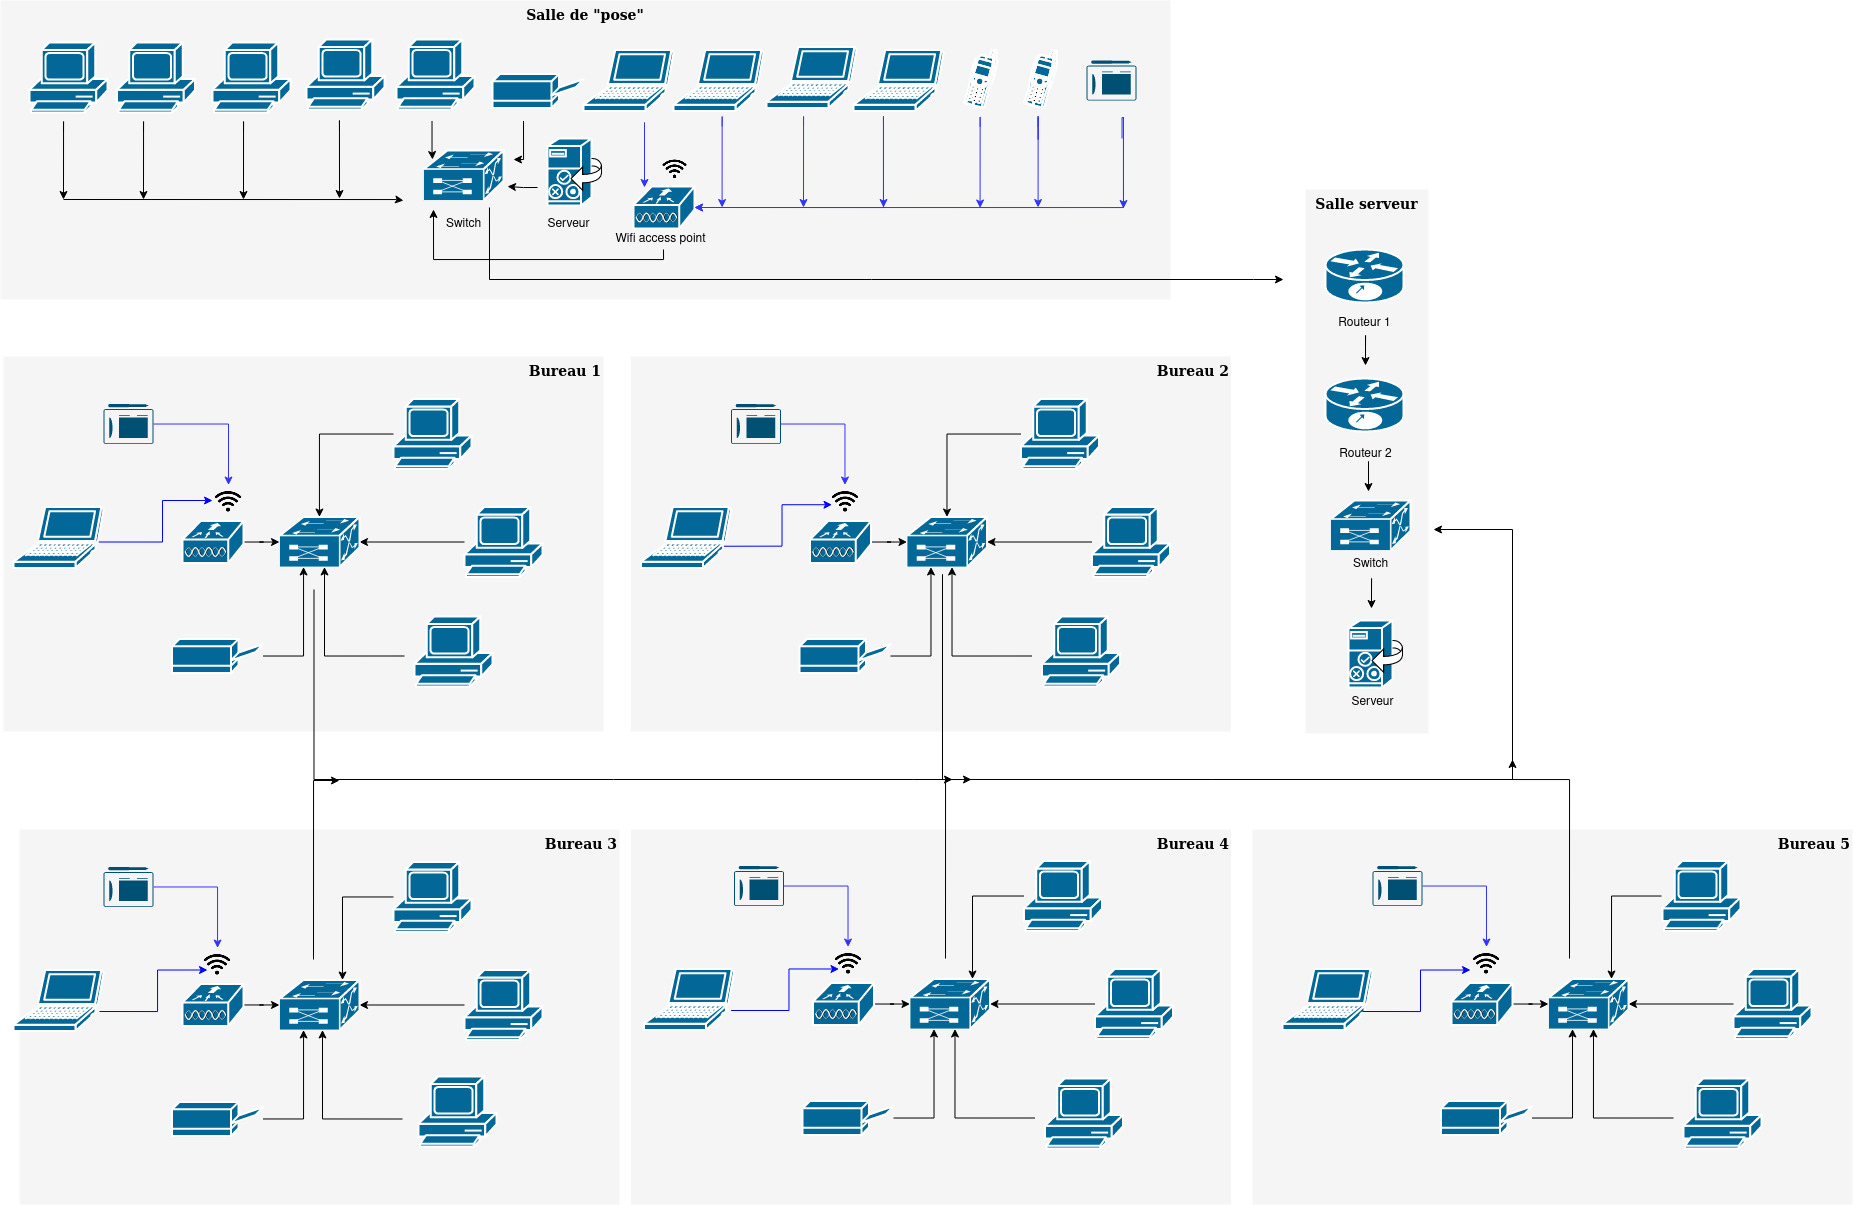 Salle de "pose"
Switch
Serveur
Wifi access point
Salle serveur
Routeur 1
Routeur 2
Switch
Serveur
Bureau 1
Bureau 2
Bureau 3
Bureau 4
Bureau 5